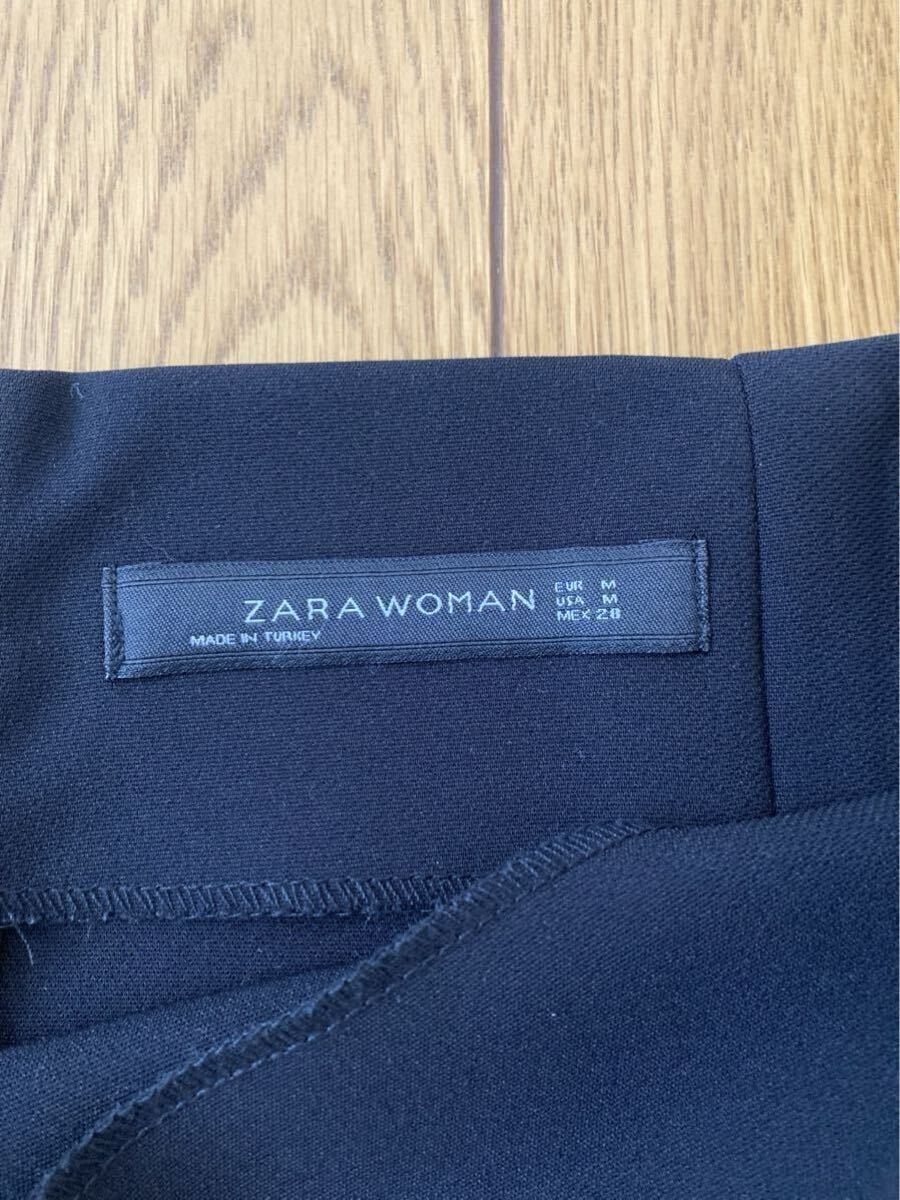 ZARA WOMAN
EUR M
USA M
MEX 28
MADE IN TURKEY